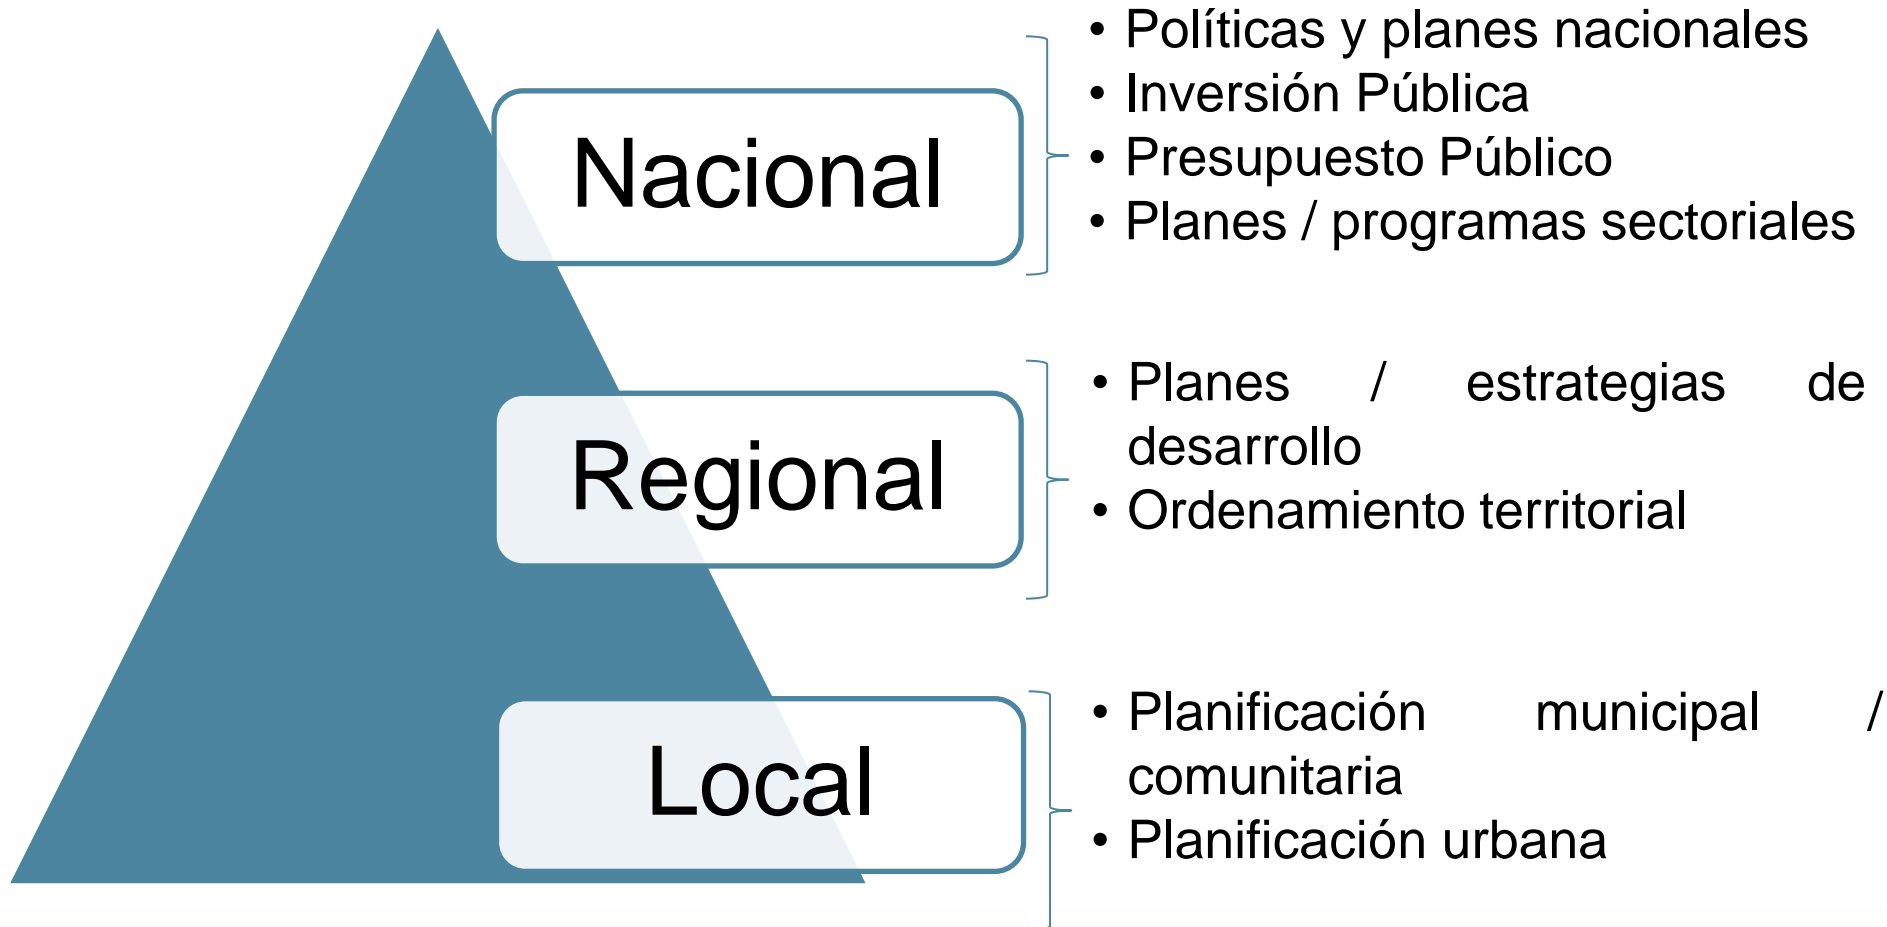 Nacional
• Políticas y planes nacionales
• Inversión Pública
• Presupuesto Público
• Planes / programas sectoriales
Regional
• Planes / estrategias de
desarrollo
• Ordenamiento territorial
Local
• Planificación municipal /
comunitaria
• Planificación urbana